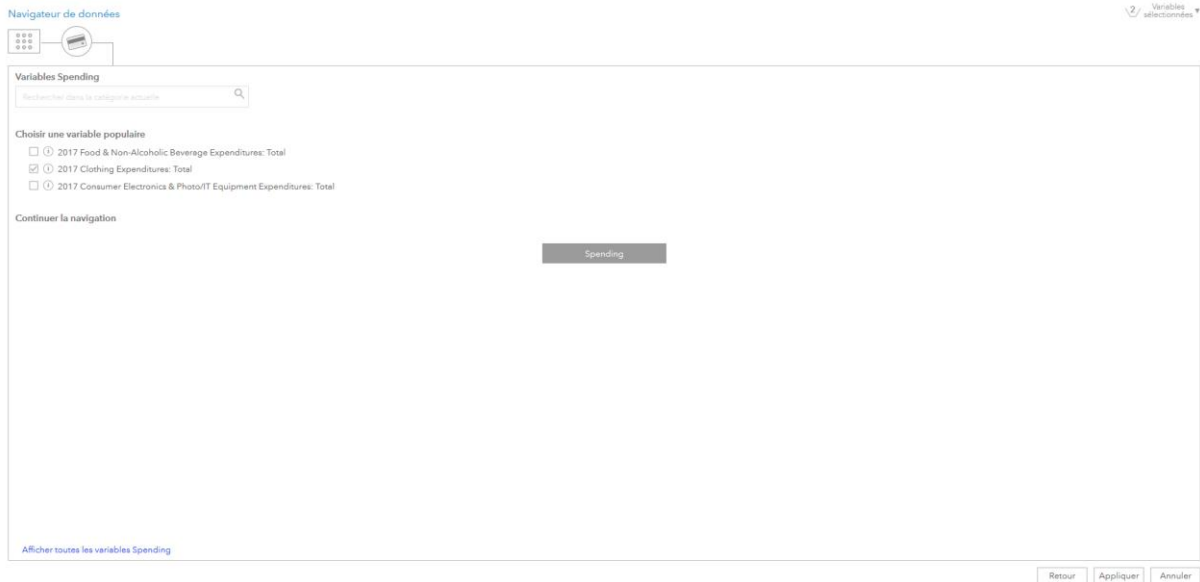 Navigateur de données
2 Variables
sélectionnées
Variables Spending
Rechercher dans la catégorie actuelle
Choisir une variable populaire
2017 Food & Non-Alcoholic Beverage Expenditures: Total
2017 Clothing Expenditures: Total
2017 Consumer Electronics & Photo/IT Equipment Expenditures: Total
Continuer la navigation
Spending
Afficher toutes les variables Spending
Retour Appliquer Annuler